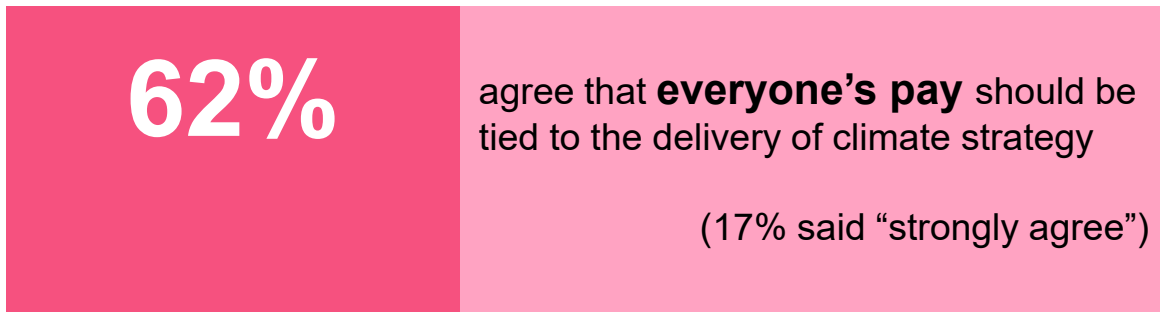 62%
agree that everyone’s pay should be
tied to the delivery of climate strategy
(17% said “strongly agree”)